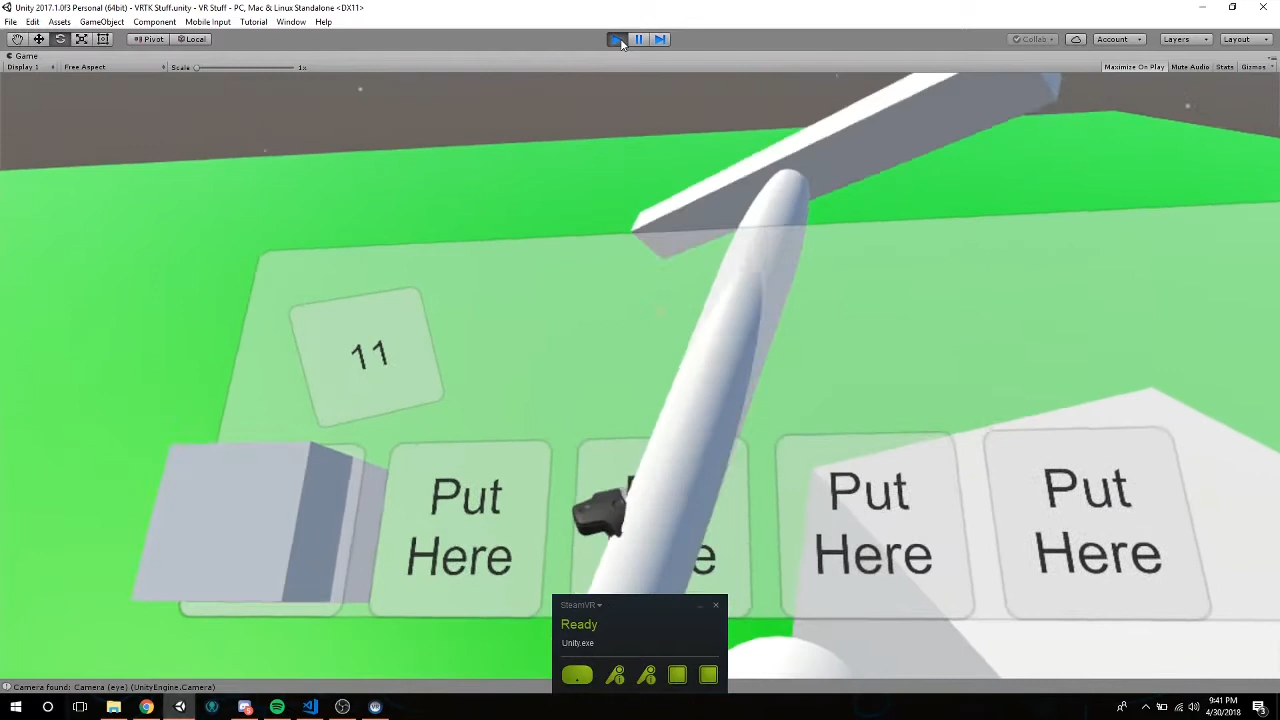 Unity 2017.1.0f3 Personal (64bit) - VRTK Stuff.unity - VR Stuff - PC, Mac & Linux Standalone <DX11>
File Edit Assets GameObject Component Mobile Input Tutorial Window Help
Pivot Local Collab Account Layers Layout
Game
Display 1 Free Aspect Scale 1x Maximize On Play Mute Audio Stats Gizmos
11
Put Put Put
Here Here Here
SteamVR
Ready
Unity.exe
Camera found: Camera (eye) (UnityEngine.Camera)
9:41 PM
4/30/2018